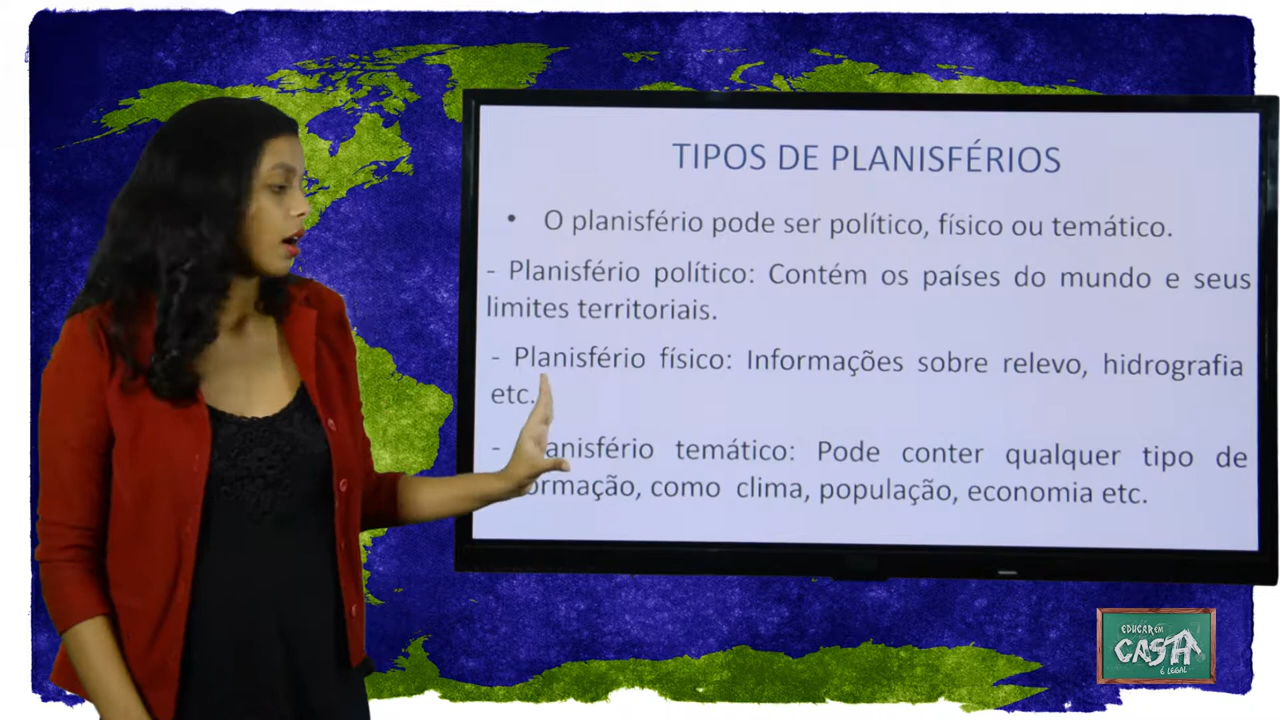 TIPOS DE PLANISFÉRIOS
• O planisfério pode ser político, físico ou temático.
- Planisfério político: Contém os países do mundo e seus
limites territoriais.
- Planisfério físico: Informações sobre relevo, hidrografia
etc.
- temático: Pode conter qualquer tipo de
como clima, população, economia etc.
EDUCAR EM
CASA
É LEGAL